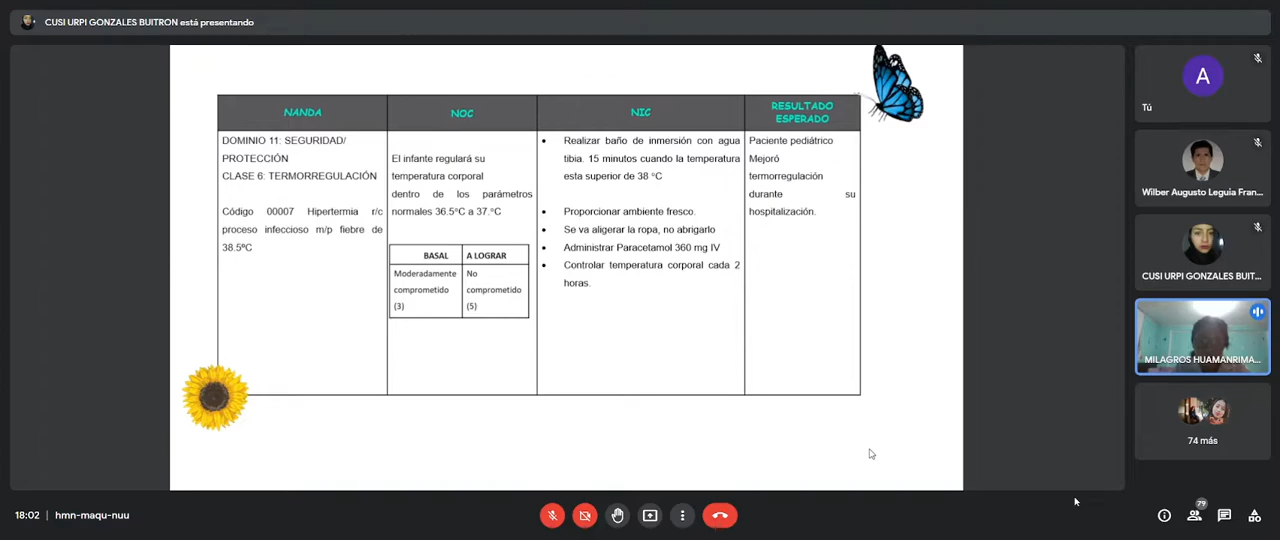 CUSI URPI GONZALES BUITRON está presentando
NANDA
NOC
NIC
RESULTADO
ESPERADO
DOMINIO 11: SEGURIDAD/
PROTECCIÓN
CLASE 6: TERMORREGULACIÓN
Código 00007 Hipertermia r/c
proceso infeccioso m/p fiebre de
38.5ºC
El infante regulará su
temperatura corporal
dentro de los parámetros
normales 36.5°C a 37.°C
BASAL
A LOGRAR
Moderadamente
comprometido
(3)
No
comprometido
(5)
• Realizar baño de inmersión con agua
tibia. 15 minutos cuando la temperatura
esta superior de 38 °C
• Proporcionar ambiente fresco.
• Se va aligerar la ropa, no abrigarlo
• Administrar Paracetamol 360 mg IV
• Controlar temperatura corporal cada 2
horas.
Paciente pediátrico
Mejoró
termorregulación
durante su
hospitalización.
A
Tú
Wilber Augusto Leguia Fran...
CUSI URPI GONZALES BUIT...
MILAGROS HUAMANRIMA...
74 más
18:02 | hmn-maqu-nuu
79